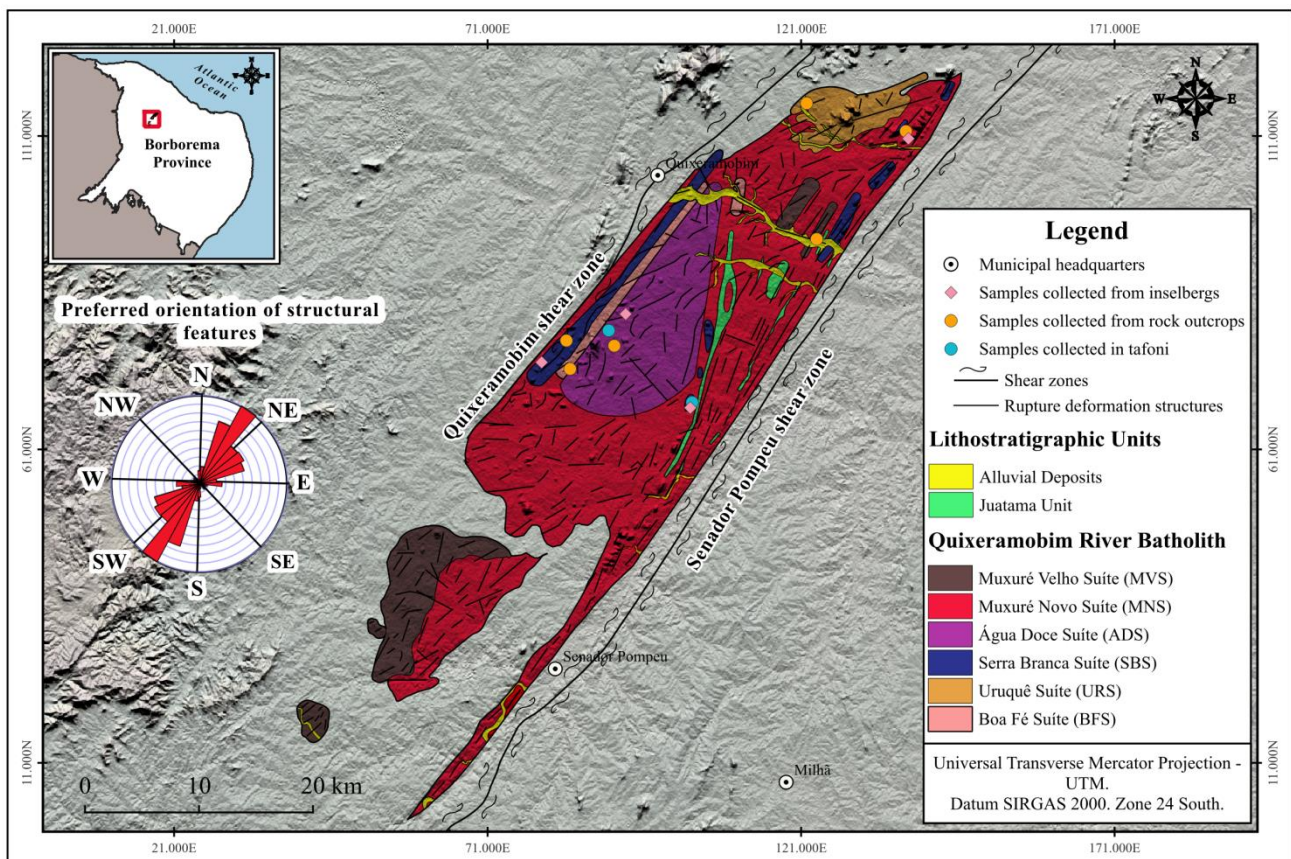 21.000E 71.000E 121.000E 171.000E
Atlantic
Ocean
N
W E
S
Borborema
Province
111.000N
111.000N
Quixeramobim
Quixeramobim shear zone
Senador Pompeu shear zone
Preferred orientation of structural
features
N
NW NE
W E
SW SE
S
61.000N
61.000N
Legend
Municipal headquarters
Samples collected from inselbergs
Samples collected from rock outcrops
Samples collected in tafoni
Shear zones
Rupture deformation structures
Lithostratigraphic Units
Alluvial Deposits
Juatama Unit
Quixeramobim River Batholith
Muxuré Velho Suíte (MVS)
Muxuré Novo Suíte (MNS)
Água Doce Suíte (ADS)
Serra Branca Suíte (SBS)
Uruquê Suíte (URS)
Boa Fé Suíte (BFS)
Senador Pompeu
Milhã
11.000N
11.000N
0 10 20 km
Universal Transverse Mercator Projection -
UTM.
Datum SIRGAS 2000. Zone 24 South.
21.000E 71.000E 121.000E 171.000E